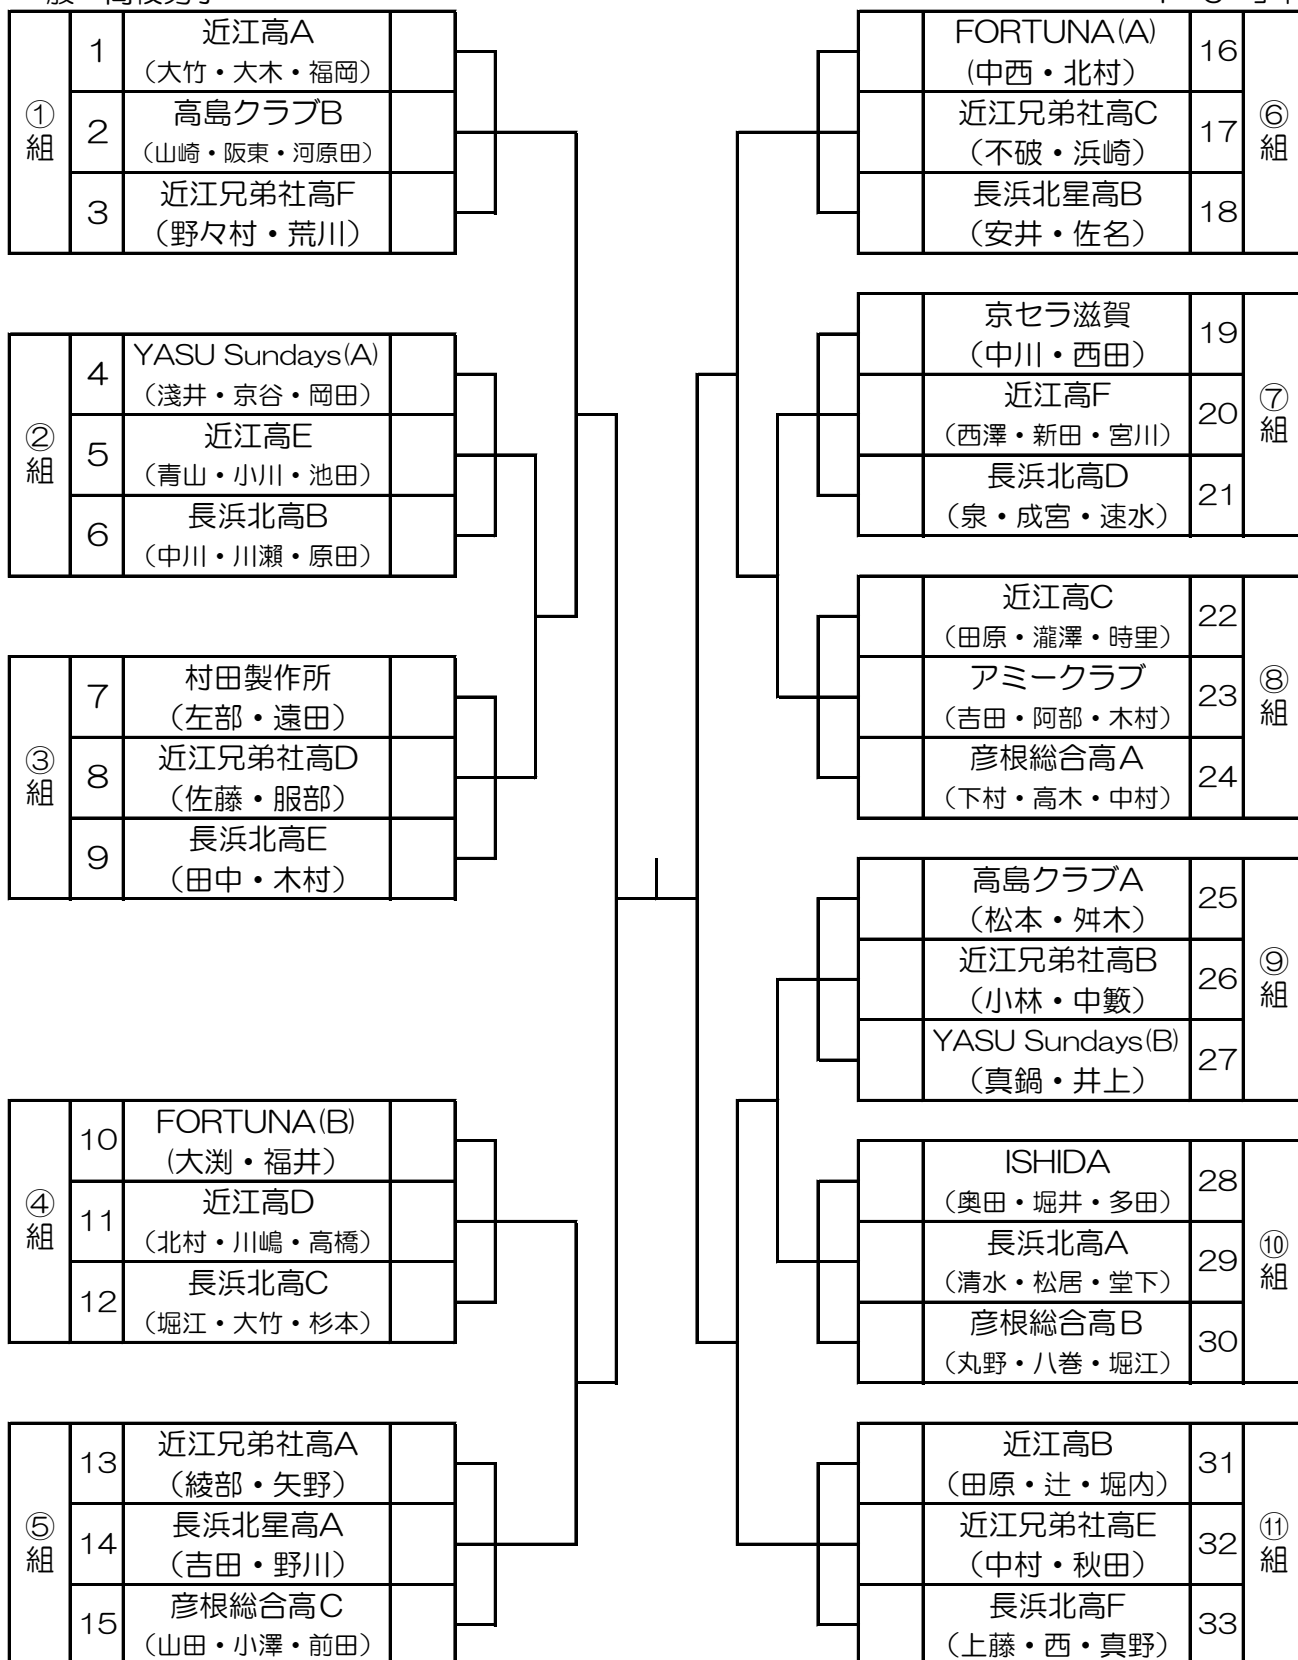 ①
組
1
近江高A
（大竹・大木・福岡）
2
高島クラブB
（山崎・阪東・河原田）
3
近江兄弟社高F
（野々村・荒川）
②
組
4
YASU Sundays(A)
（淺井・京谷・岡田）
5
近江高E
（青山・小川・池田）
6
長浜北高B
（中川・川瀬・原田）
③
組
7
村田製作所
（左部・遠田）
8
近江兄弟社高D
（佐藤・服部）
9
長浜北高E
（田中・木村）
④
組
10
FORTUNA(B)
(大渕・福井）
11
近江高D
（北村・川嶋・高橋）
12
長浜北高C
（堀江・大竹・杉本）
⑤
組
13
近江兄弟社高A
（綾部・矢野）
14
長浜北星高A
（吉田・野川）
15
彦根総合高C
（山田・小澤・前田）
FORTUNA(A)
(中西・北村）
16
近江兄弟社高C
（不破・浜崎）
17
長浜北星高B
（安井・佐名）
18
⑥
組
京セラ滋賀
（中川・西田）
19
近江高F
（西澤・新田・宮川）
20
長浜北高D
（泉・成宮・速水）
21
⑦
組
近江高C
（田原・瀧澤・時里）
22
アミークラブ
（吉田・阿部・木村）
23
彦根総合高A
（下村・高木・中村）
24
⑧
組
高島クラブA
（松本・舛木）
25
近江兄弟社高B
（小林・中籔）
26
YASU Sundays(B)
（真鍋・井上）
27
⑨
組
ISHIDA
（奥田・堀井・多田）
28
長浜北高A
（清水・松居・堂下）
29
彦根総合高B
（丸野・八巻・堀江）
30
⑩
組
近江高B
（田原・辻・堀内）
31
近江兄弟社高E
（中村・秋田）
32
長浜北高F
（上藤・西・真野）
33
⑪
組